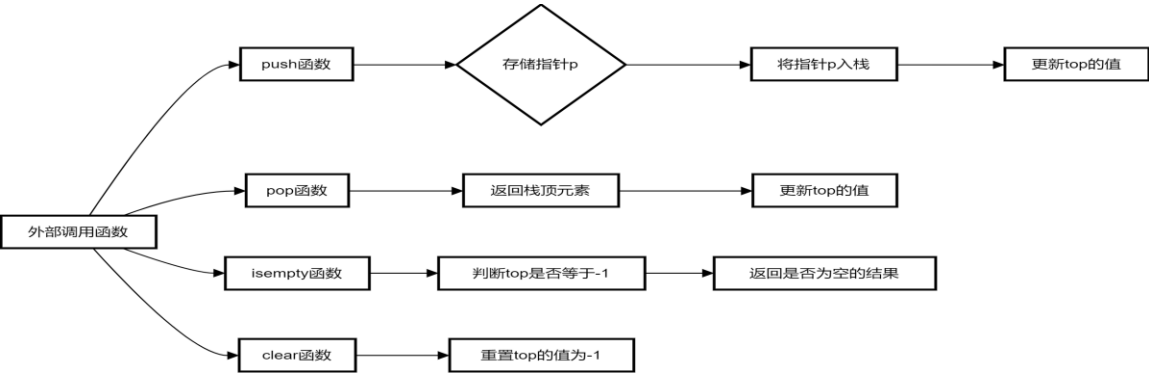 push函数
存储指针p
将指针p入栈
更新top的值
pop函数
返回栈顶元素
更新top的值
外部调用函数
isempty函数
判断top是否等于-1
返回是否为空的结果
clear函数
重置top的值为-1